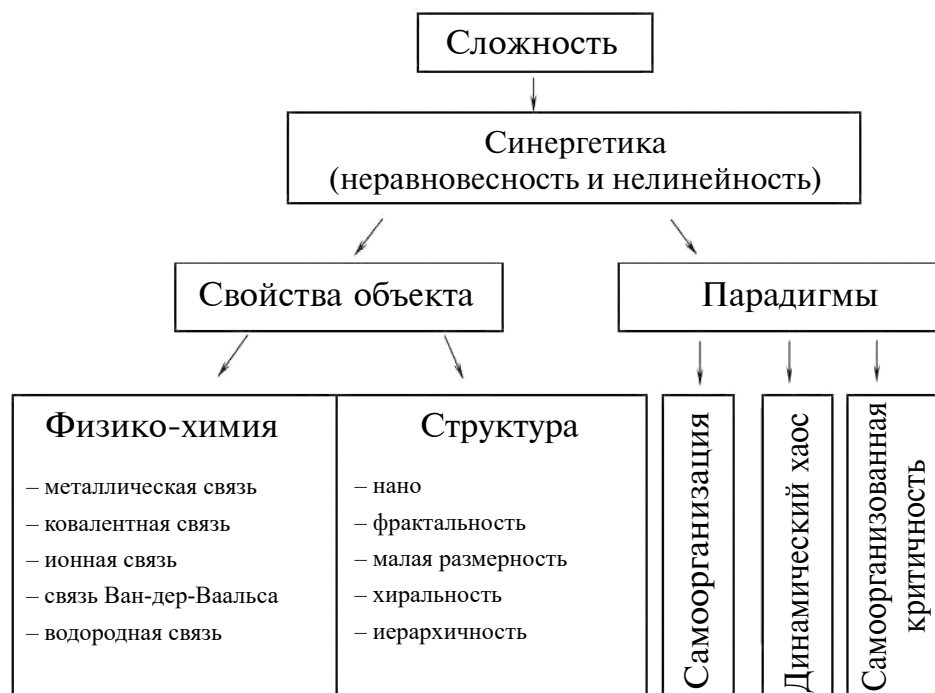 Сложность
Синергетика
(неравновесность и нелинейность)
Свойства объекта
Парадигмы
Физико-химия
– металлическая связь
– ковалентная связь
– ионная связь
– связь Ван-дер-Ваальса
– водородная связь
Структура
– нано
– фрактальность
– малая размерность
– хиральность
– иерархичность
Самоорганизация
Динамический хаос
Самоорганизованная
критичность